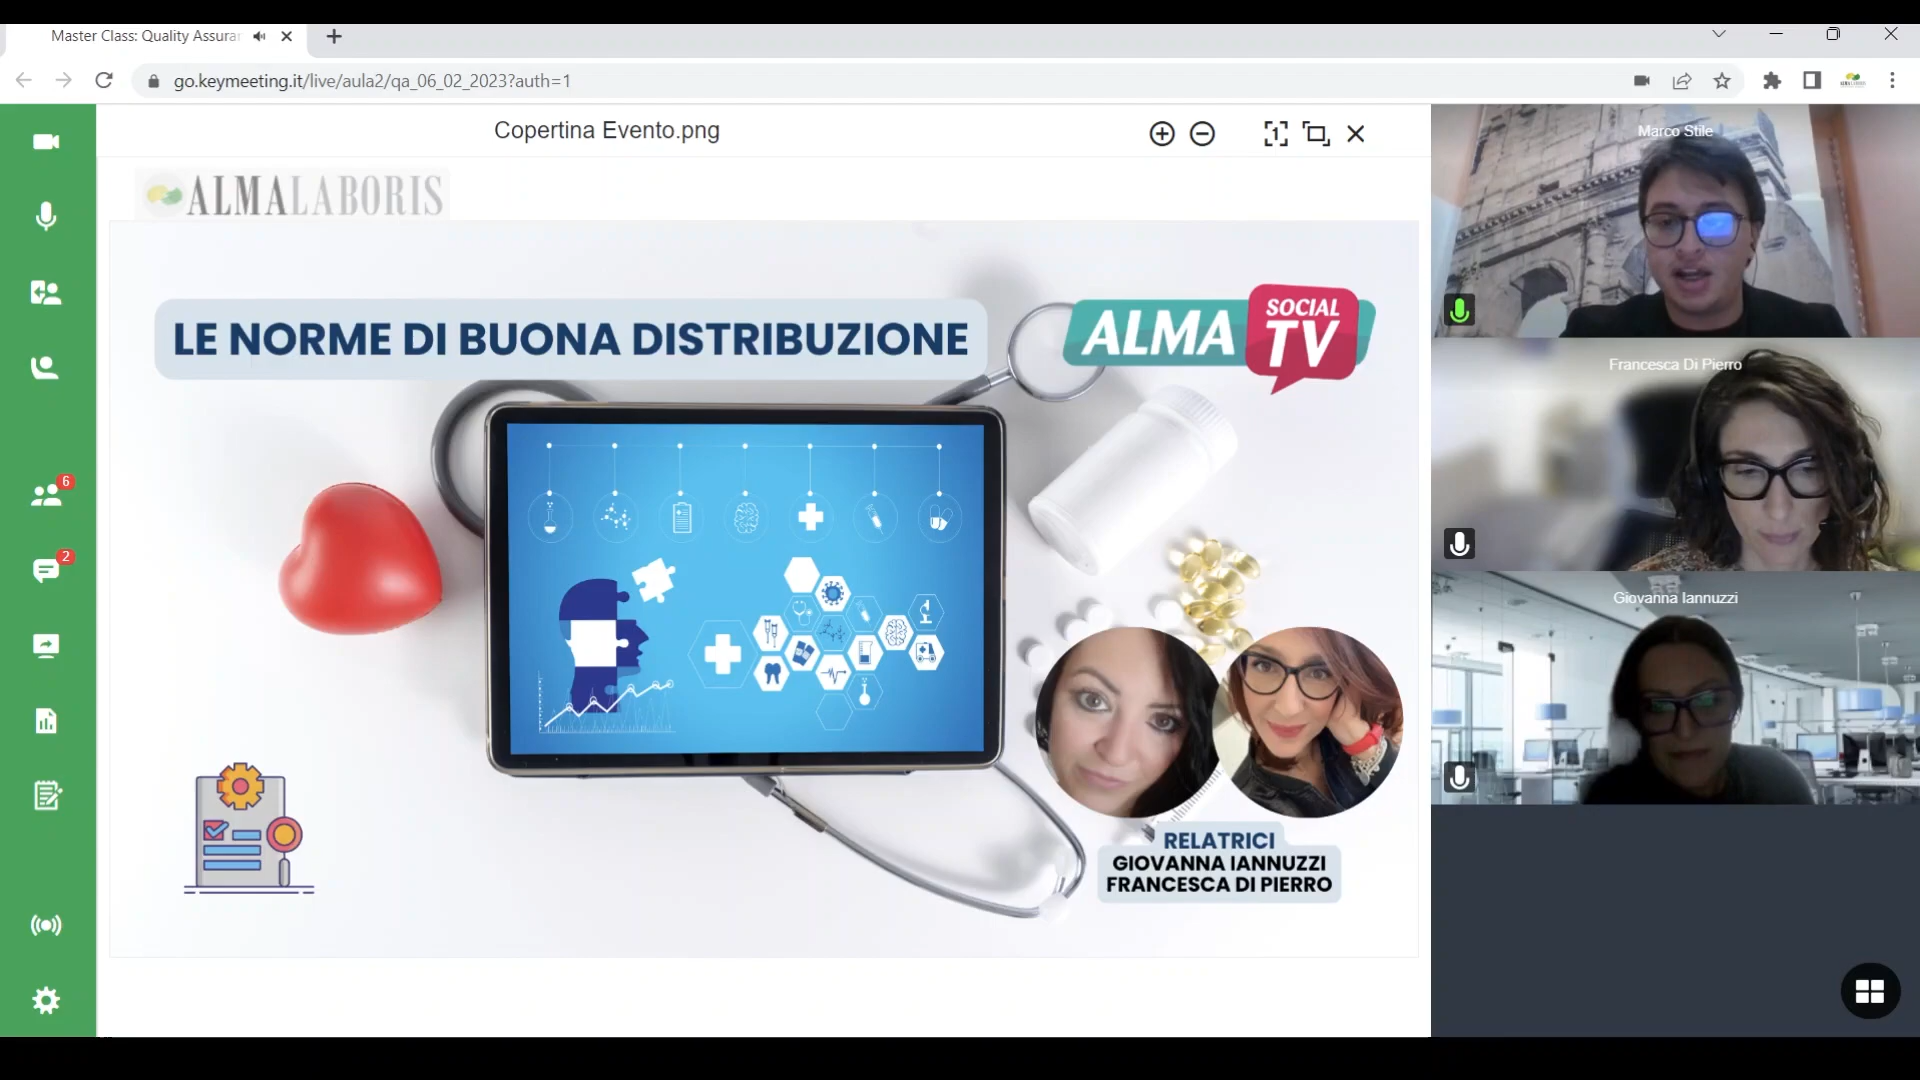 Master Class: Quality Assurar
go.keymeeting.it/live/aula2/qa_06_02_2023?auth=1
Copertina Evento.png
ALMALABORIS
LE NORME DI BUONA DISTRIBUZIONE
ALMA
SOCIAL
TV
RELATRICI
GIOVANNA IANNUZZI
FRANCESCA DI PIERRO
6
2
1
Marco Stile
Francesca Di Pierro
Giovanna Iannuzzi